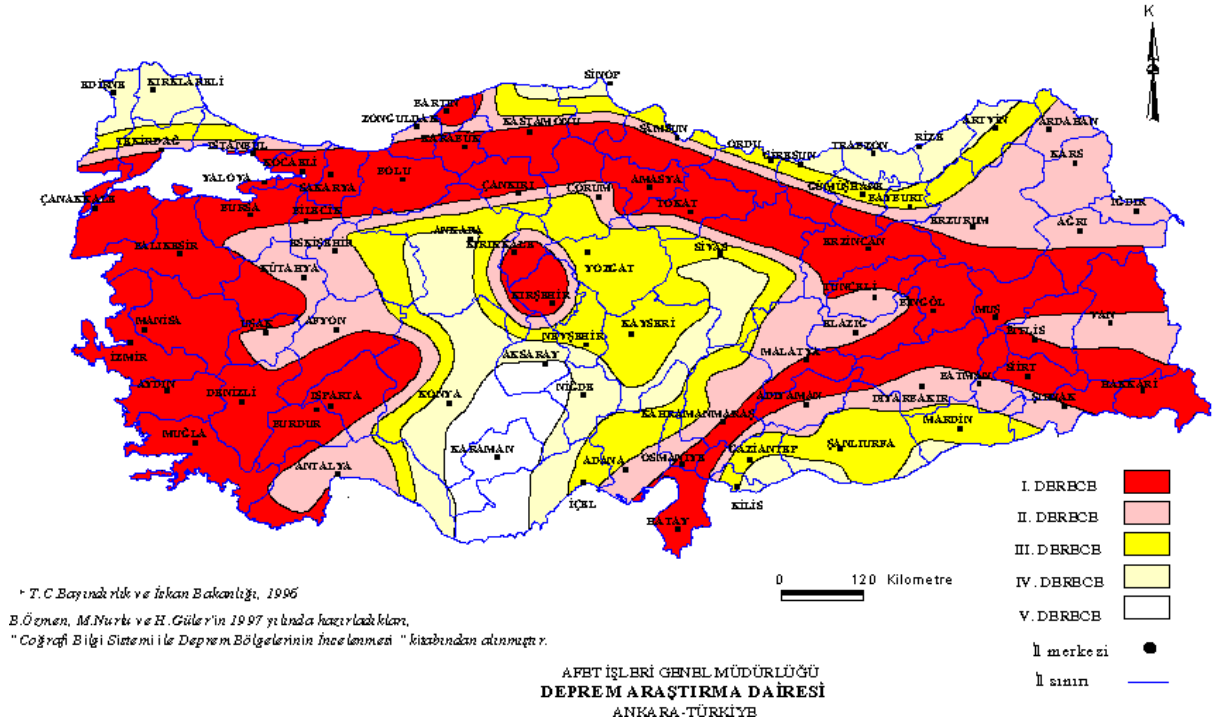 K
SİNOP
EDİRNE
KIRKLARELİ
BARTIN
ZONGULDAK
KASTAMONU
ARTVİN
ARDAHAN
TEKİRDAĞ
İSTANBUL
KARABÜK
SAMSUN
ORDU
GİRESUN
TRABZON
RİZE
KARS
KOCAELİ
YALOVA
SAKARYA
BOLU
ÇANKIRI
ÇORUM
AMASYA
GÜMÜŞHANE
BAYBURT
IĞDIR
ÇANAKKALE
BURSA
BİLECİK
TOKAT
ERZURUM
AĞRI
BALIKESİR
ESKİŞEHİR
ANKARA
KIRIKKALE
YOZGAT
SİVAS
ERZİNCAN
KÜTAHYA
KIRŞEHİR
TUNCELİ
BİNGÖL
MUŞ
MANİSA
UŞAK
AFYON
NEVŞEHİR
KAYSERİ
ELAZIĞ
BİTLİS
VAN
İZMİR
AKSARAY
MALATYA
SİİRT
AYDIN
DENİZLİ
ISPARTA
KONYA
NİĞDE
ADIYAMAN
DİYARBAKIR
BATMAN
ŞIRNAK
HAKKARİ
MUĞLA
BURDUR
KARAMAN
KAHRAMANMARAŞ
MARDİN
ANTALYA
ADANA
OSMANİYE
GAZİANTEP
ŞANLIURFA
İÇEL
KİLİS
HATAY
I. DERECE
II. DERECE
III. DERECE
IV. DERECE
V. DERECE
İl merkezi
İl sınırı
0 120 Kilometre
* T.C.Bayındırlık ve İskan Bakanlığı, 1996
B.Özmen, M.Nurlu ve H.Güler'in 1997 yılında hazırladıkları,
"Coğrafi Bilgi Sistemi ile Deprem Bölgelerinin İncelenmesi" kitabından alınmıştır.
AFET İŞLERİ GENEL MÜDÜRLÜĞÜ
DEPREM ARAŞTIRMA DAİRESİ
ANKARA-TÜRKİYE